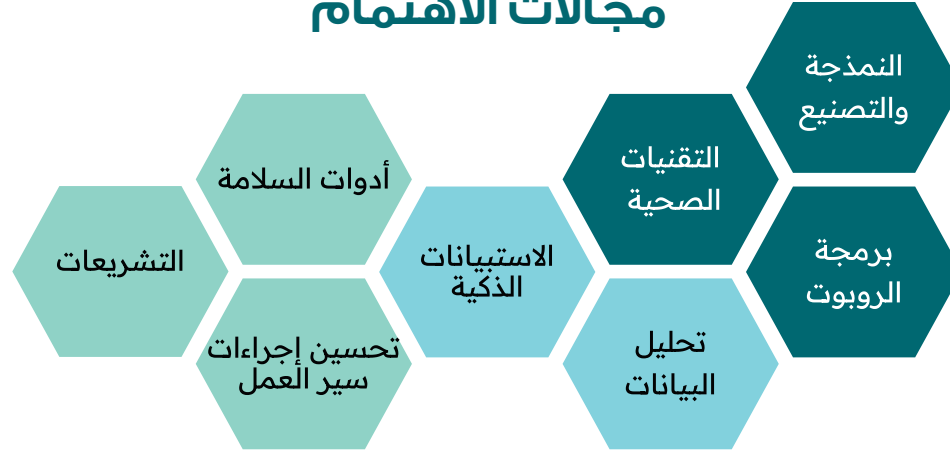 مجالات الاهتمام
النمذجة
والتصنيع
التقنيات
الصحية
برمجة
الروبوت
أدوات السلامة
الاستبيانات
الذكية
التشريعات
تحليل
البيانات
تحسين إجراءات
سير العمل